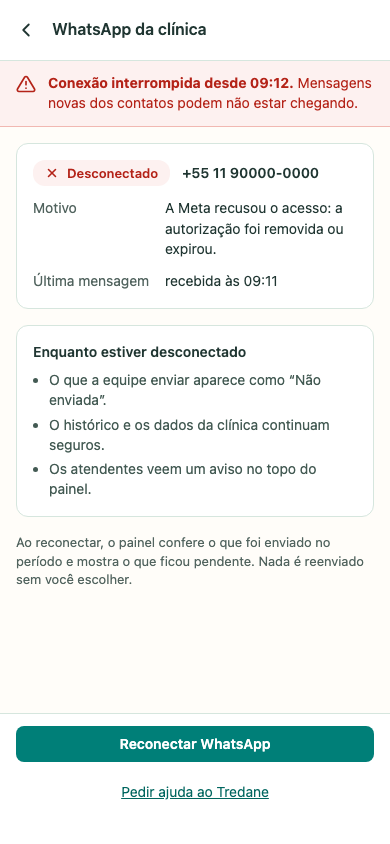 WhatsApp da clínica
Conexão interrompida desde 09:12. Mensagens
novas dos contatos podem não estar chegando.
Desconectado +55 11 90000-0000
Motivo A Meta recusou o acesso: a
autorização foi removida ou
expirou.
Última mensagem recebida às 09:11
Enquanto estiver desconectado
• O que a equipe enviar aparece como “Não
enviada”.
• O histórico e os dados da clínica continuam
seguros.
• Os atendentes veem um aviso no topo do
painel.
Ao reconectar, o painel confere o que foi enviado no
período e mostra o que ficou pendente. Nada é reenviado
sem você escolher.
Reconectar WhatsApp
Pedir ajuda ao Tredane